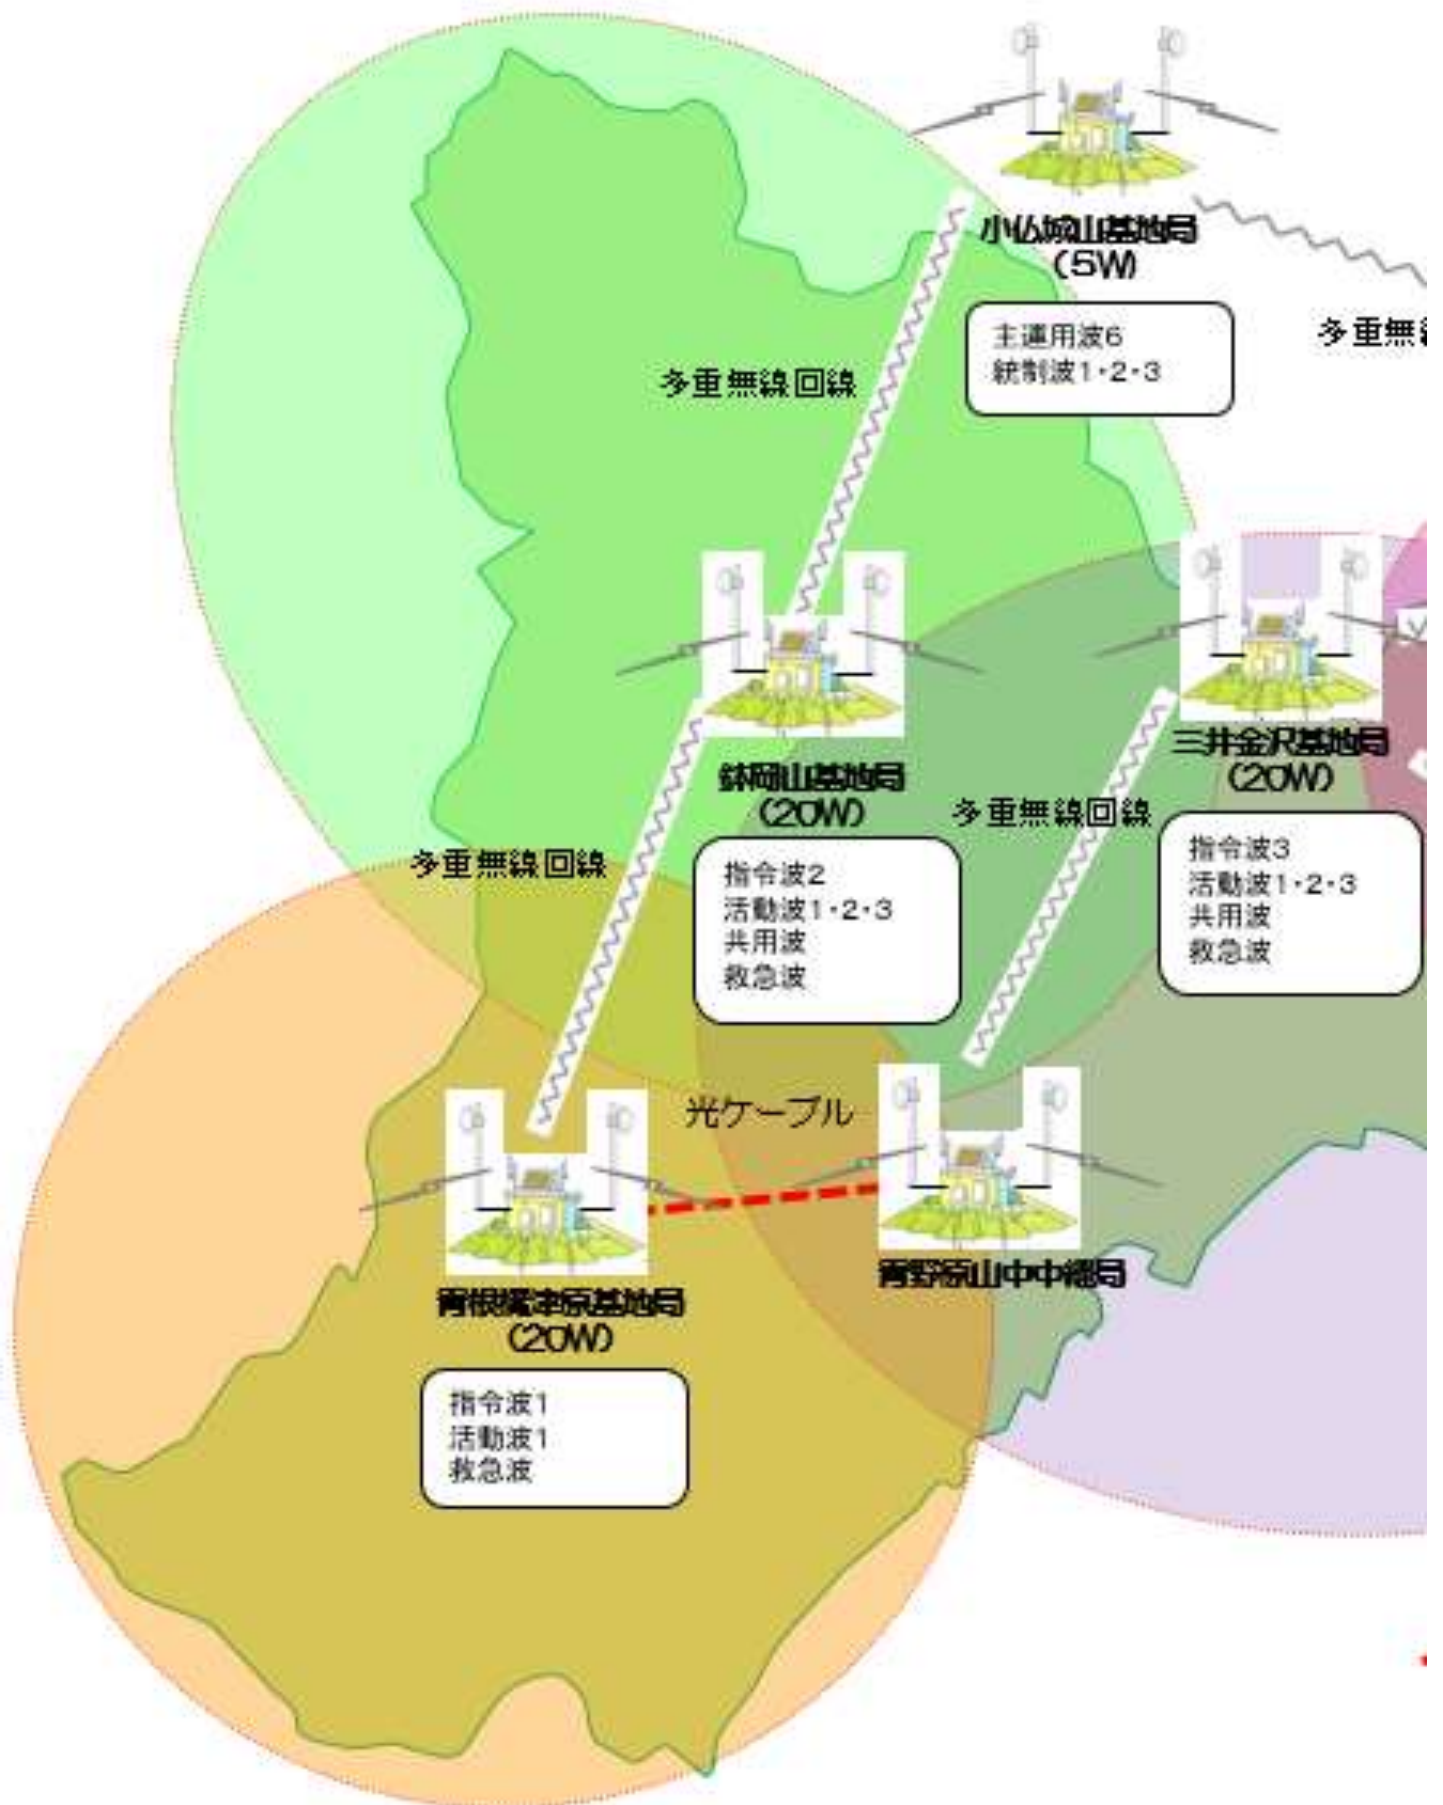 小仏城山基地局
(5W)
主運用波6
統制波1・2・3
多重無
多重無線回線
鉢岡山基地局
(20W)
指令波2
活動波1・2・3
共用波
救急波
三井金沢基地局
(20W)
指令波3
活動波1・2・3
共用波
救急波
多重無線回線
多重無線回線
光ケーブル
青野原山中中継局
(20W)
指令波1
活動波1
救急波